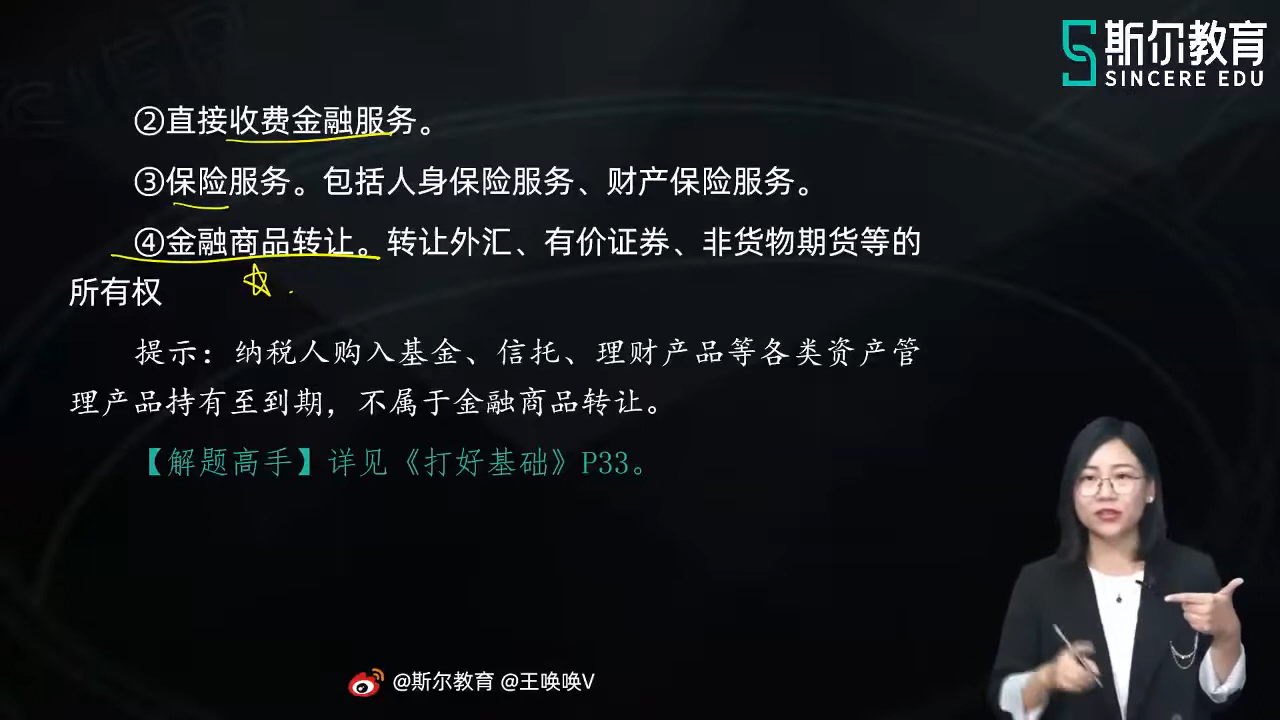 斯尔教育
SINCERE EDU
②直接收费金融服务。
③保险服务。包括人身保险服务、财产保险服务。
④金融商品转让。转让外汇、有价证券、非货物期货等的
所有权
提示：纳税人购入基金、信托、理财产品等各类资产管
理产品持有至到期，不属于金融商品转让。
【解题高手】详见《打好基础》P33。
@斯尔教育 @王唤唤V